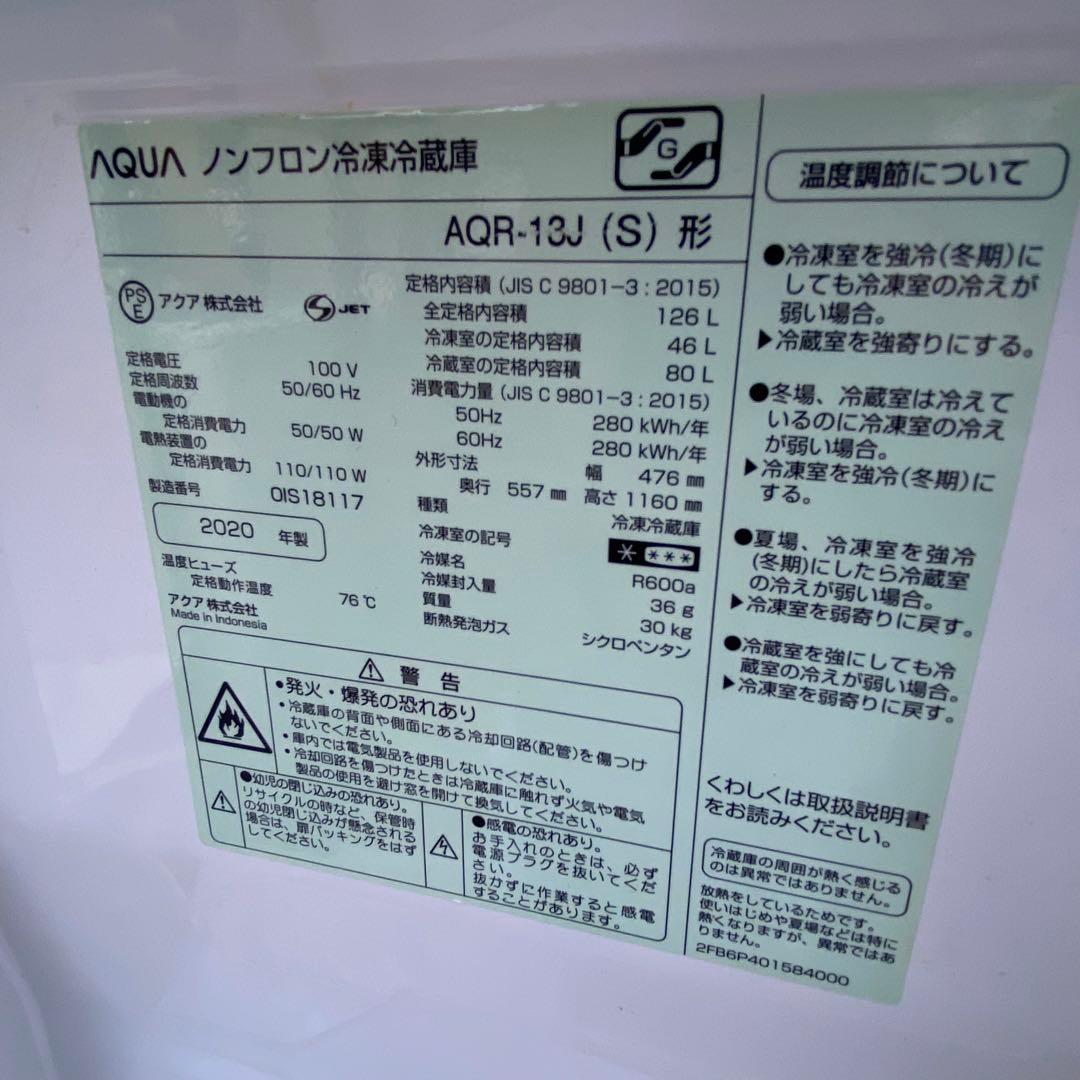 AQUA ノンフロン冷凍冷蔵庫
G
AQR-13J (S) 形
PS
E
アクア 株式会社
JET
定格電圧 100 V
定格周波数 50/60 Hz
電動機の
定格消費電力 50/50 W
電熱装置の
定格消費電力 110/110 W
製造番号 OIS18117
2020 年製
温度ヒューズ
定格動作温度 76 ℃
アクア 株式会社
Made in Indonesia
定格内容積 (JIS C 9801-3 : 2015)
全定格内容積 126 L
冷凍室の定格内容積 46 L
冷蔵室の定格内容積 80 L
消費電力量 (JIS C 9801-3 : 2015)
50Hz 280 kWh/年
60Hz 280 kWh/年
外形寸法 幅 476 mm
奥行 557 mm 高さ 1160 mm
種類 冷凍冷蔵庫
冷凍室の記号 * ***
冷媒名 R600a
冷媒封入量 36 g
質量 30 kg
断熱発泡ガス シクロペンタン
⚠ 警告
•発火・爆発の恐れあり
・冷蔵庫の背面や側面にある冷却回路(配管)を傷つけ
ないでください。
・庫内では電気製品を使用しないでください。
・冷却回路を傷つけたときは冷蔵庫に触れず火気や電気
製品の使用を避け窓を開けて換気してください。
●幼児の閉じ込みの恐れあり。
リサイクルの時など、保管時
の幼児閉じ込みが懸念される
場合は、扉パッキングをはず
してください。
●感電の恐れあり。
お手入れのときは、必ず
電源プラグを抜いてくだ
さい。
抜かずに作業すると感電
することがあります。
温度調節について
●冷凍室を強冷(冬期)に
しても冷凍室の冷えが
弱い場合。
▶冷蔵室を強寄りにする。
●冬場、冷蔵室は冷えて
いるのに冷凍室の冷え
が弱い場合。
▶冷凍室を強冷(冬期)に
する。
●夏場、冷凍室を強冷
(冬期)にしたら冷蔵室
の冷えが弱い場合。
▶冷凍室を弱寄りに戻す。
●冷蔵室を強にしても冷
蔵室の冷えが弱い場合。
▶冷凍室を弱寄りに戻す。
くわしくは取扱説明書
をお読みください。
冷蔵庫の周囲が熱く感じる
のは異常ではありません。
放熱をしているためです。
使いはじめや夏場などは特に
熱くなりますが、異常ではあ
りません。
2FB6P401584000